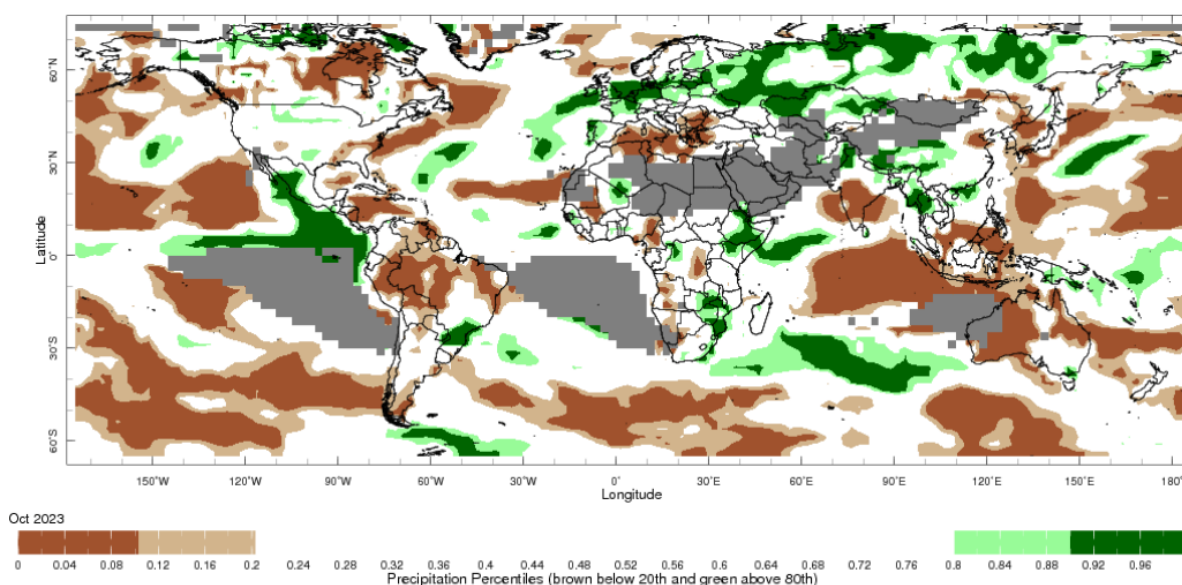 60°N
30°N
0°
30°S
60°S
Latitude
150°W 120°W 90°W 60°W 30°W 0° 30°E 60°E 90°E 120°E 150°E 180°E
Longitude
Oct 2023
0 0.04 0.08 0.12 0.16 0.2 0.24 0.28 0.32 0.36 0.4 0.44 0.48 0.52 0.56 0.6 0.64 0.68 0.72 0.76 0.8 0.84 0.88 0.92 0.96
Precipitation Percentiles (brown below 20th and green above 80th)